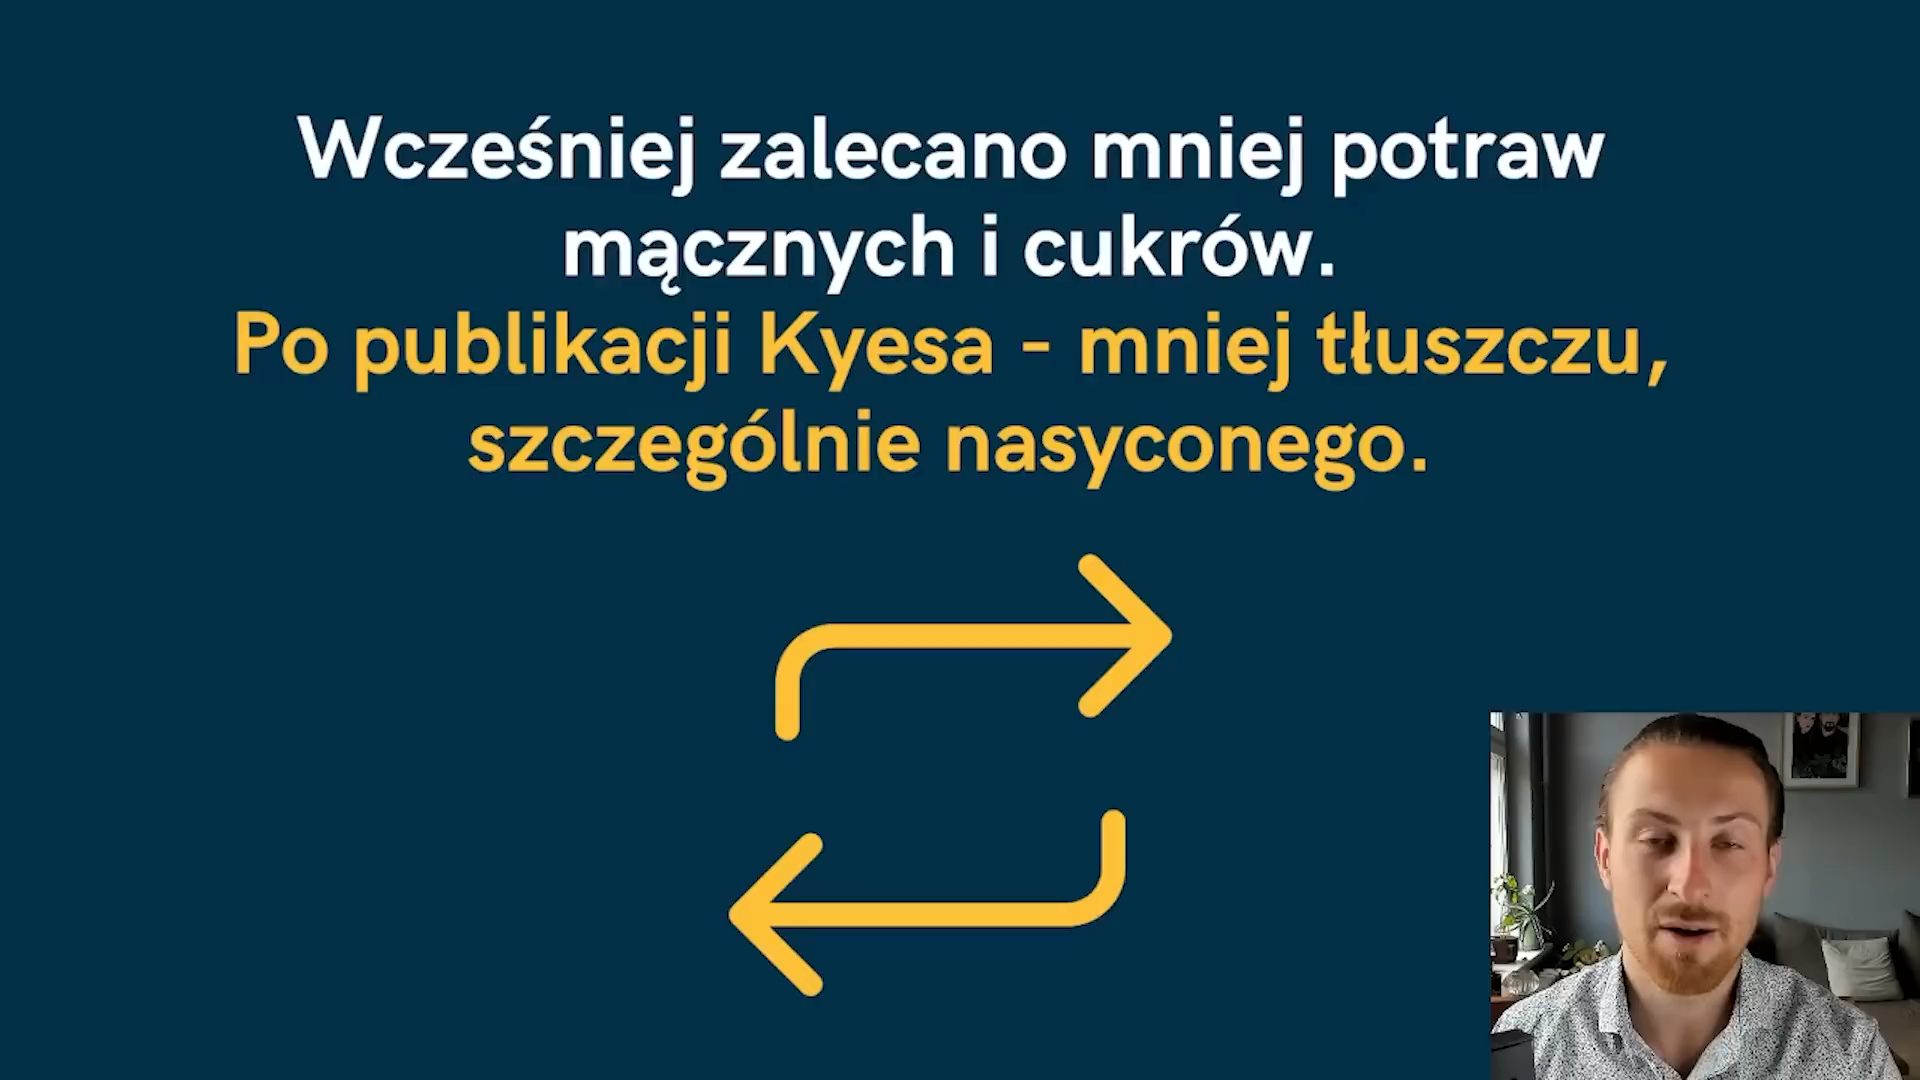 Wcześniej zalecano mniej potraw
mącznych i cukrów.
Po publikacji Kyesa - mniej tłuszczu,
szczególnie nasyconego.